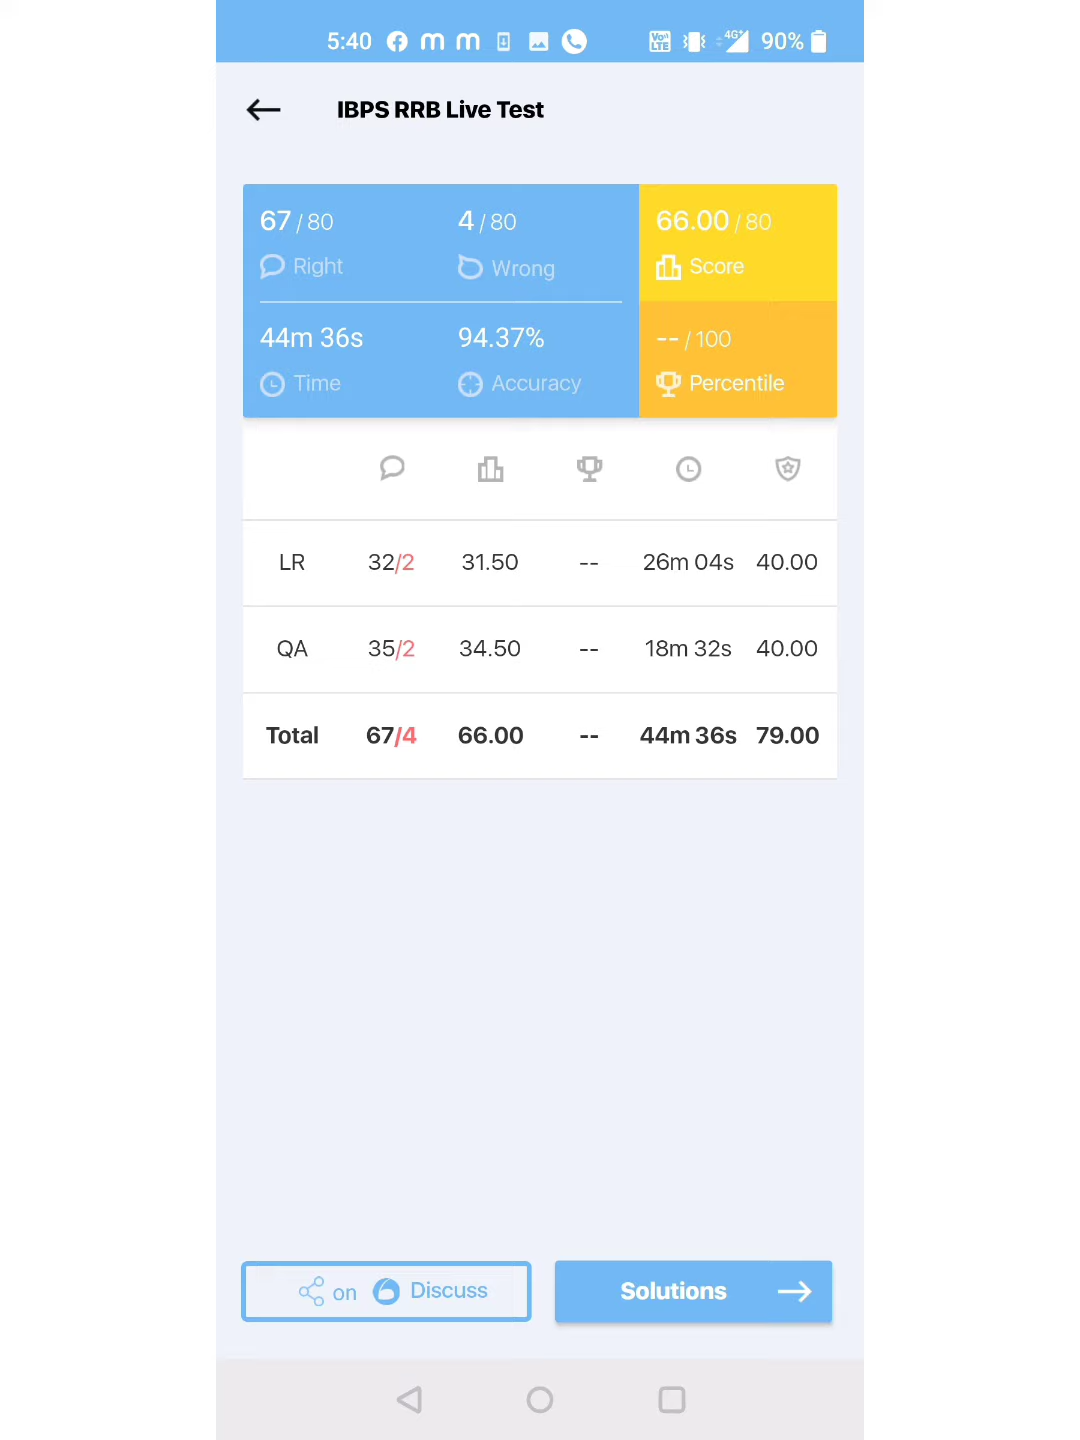 5:40 90%
IBPS RRB Live Test
67 / 80 4 / 80 66.00 / 80
Right Wrong Score
44m 36s 94.37% -- / 100
Time Accuracy Percentile
LR 32/2 31.50 -- 26m 04s 40.00
QA 35/2 34.50 -- 18m 32s 40.00
Total 67/4 66.00 -- 44m 36s 79.00
on Discuss Solutions